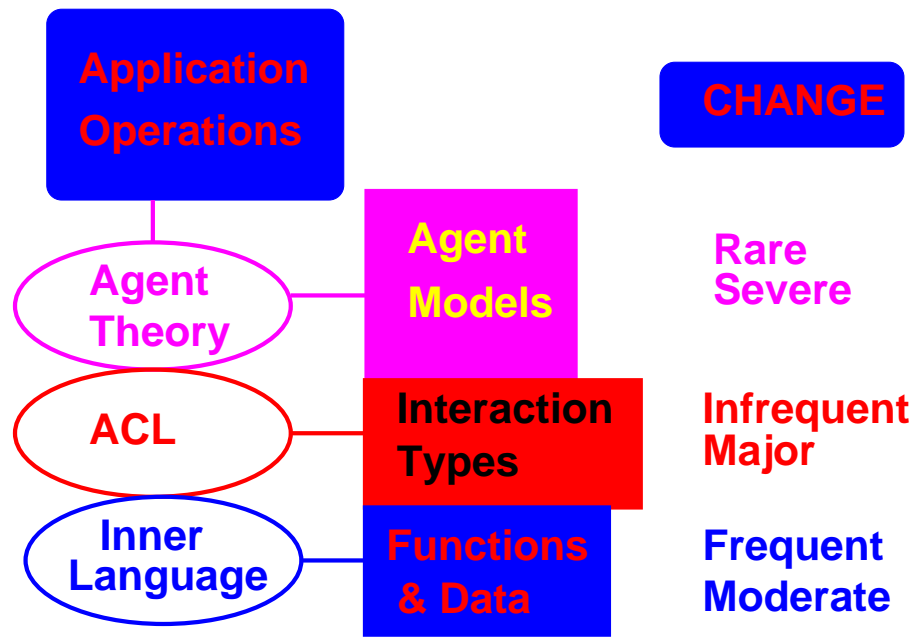 Application
Operations
CHANGE
Agent
Theory
Agent
Models
Rare
Severe
ACL
Interaction
Types
Infrequent
Major
Inner
Language
Functions
& Data
Frequent
Moderate